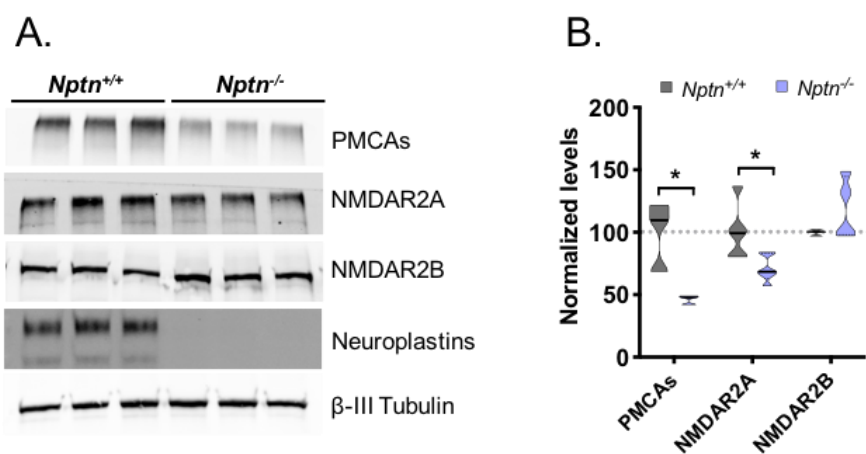 A.
Nptn+/+ Nptn-/-
PMCAs
NMDAR2A
NMDAR2B
Neuroplastins
β-III Tubulin
B.
Nptn+/+ Nptn-/-
Normalized levels
200
150
100
50
0
*
*
PMCAs
NMDAR2A
NMDAR2B